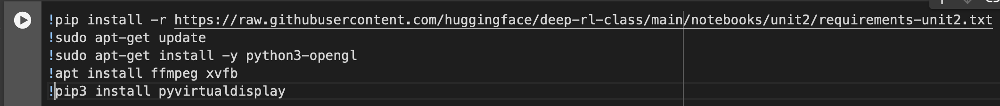 !pip install -r https://raw.githubusercontent.com/huggingface/deep-rl-class/main/notebooks/unit2/requirements-unit2.txt
!sudo apt-get update
!sudo apt-get install -y python3-opengl
!apt install ffmpeg xvfb
!pip3 install pyvirtualdisplay